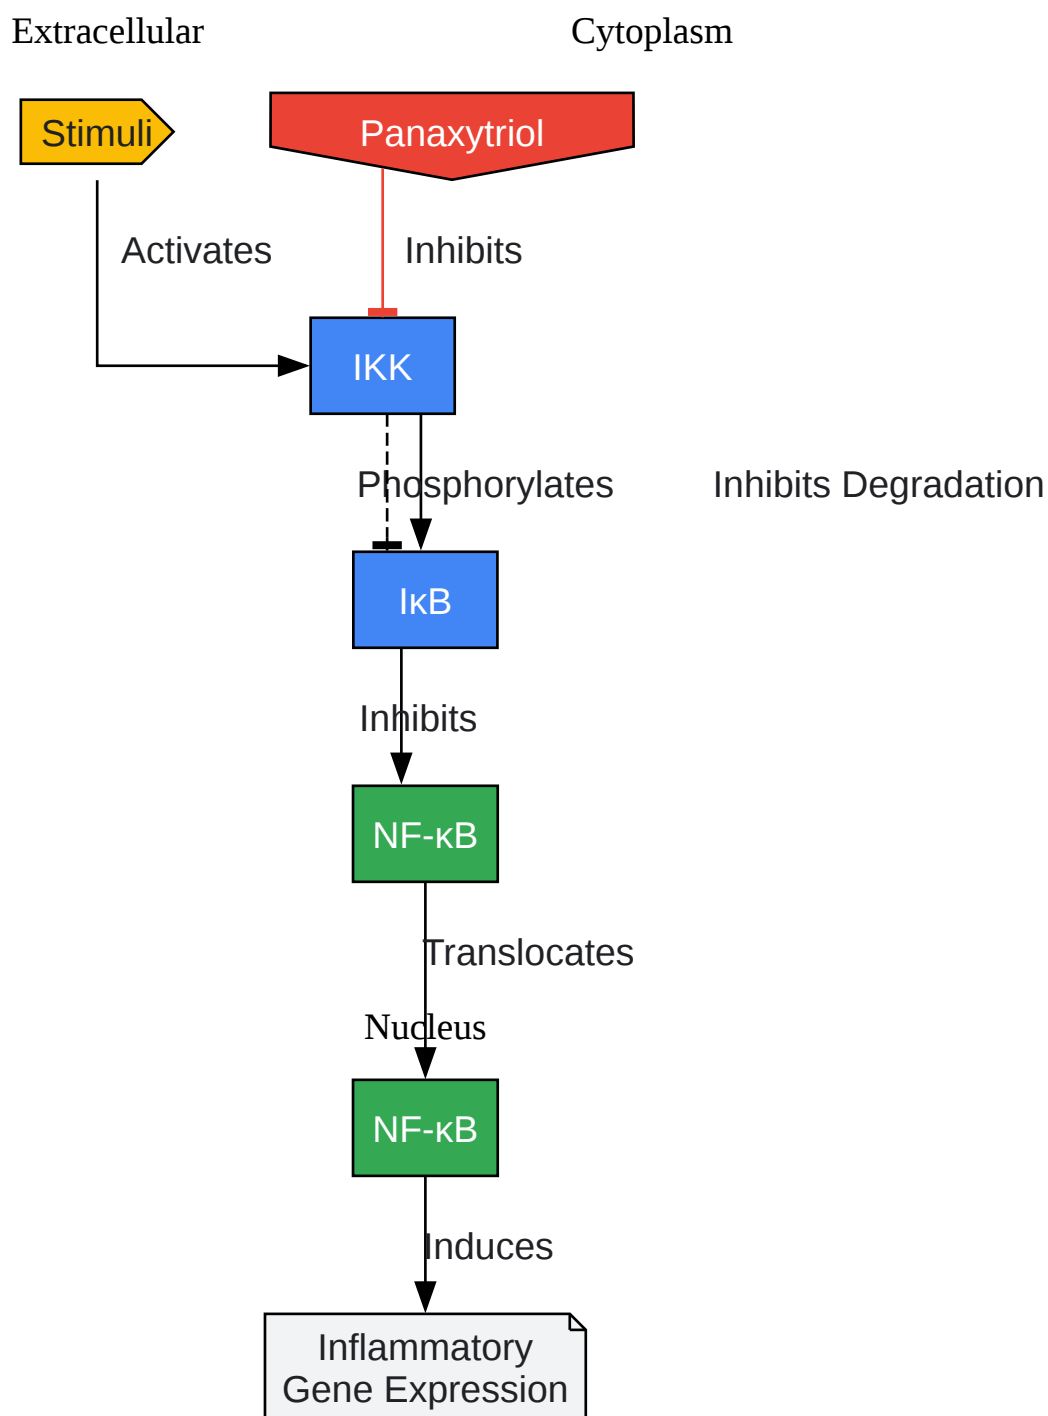 Extracellular
Cytoplasm
Stimuli
Panaxytriol
Activates
Inhibits
IKK
Phosphorylates
Inhibits Degradation
IκB
Inhibits
NF-κB
Translocates
Nucleus
NF-κB
Induces
Inflammatory
Gene Expression